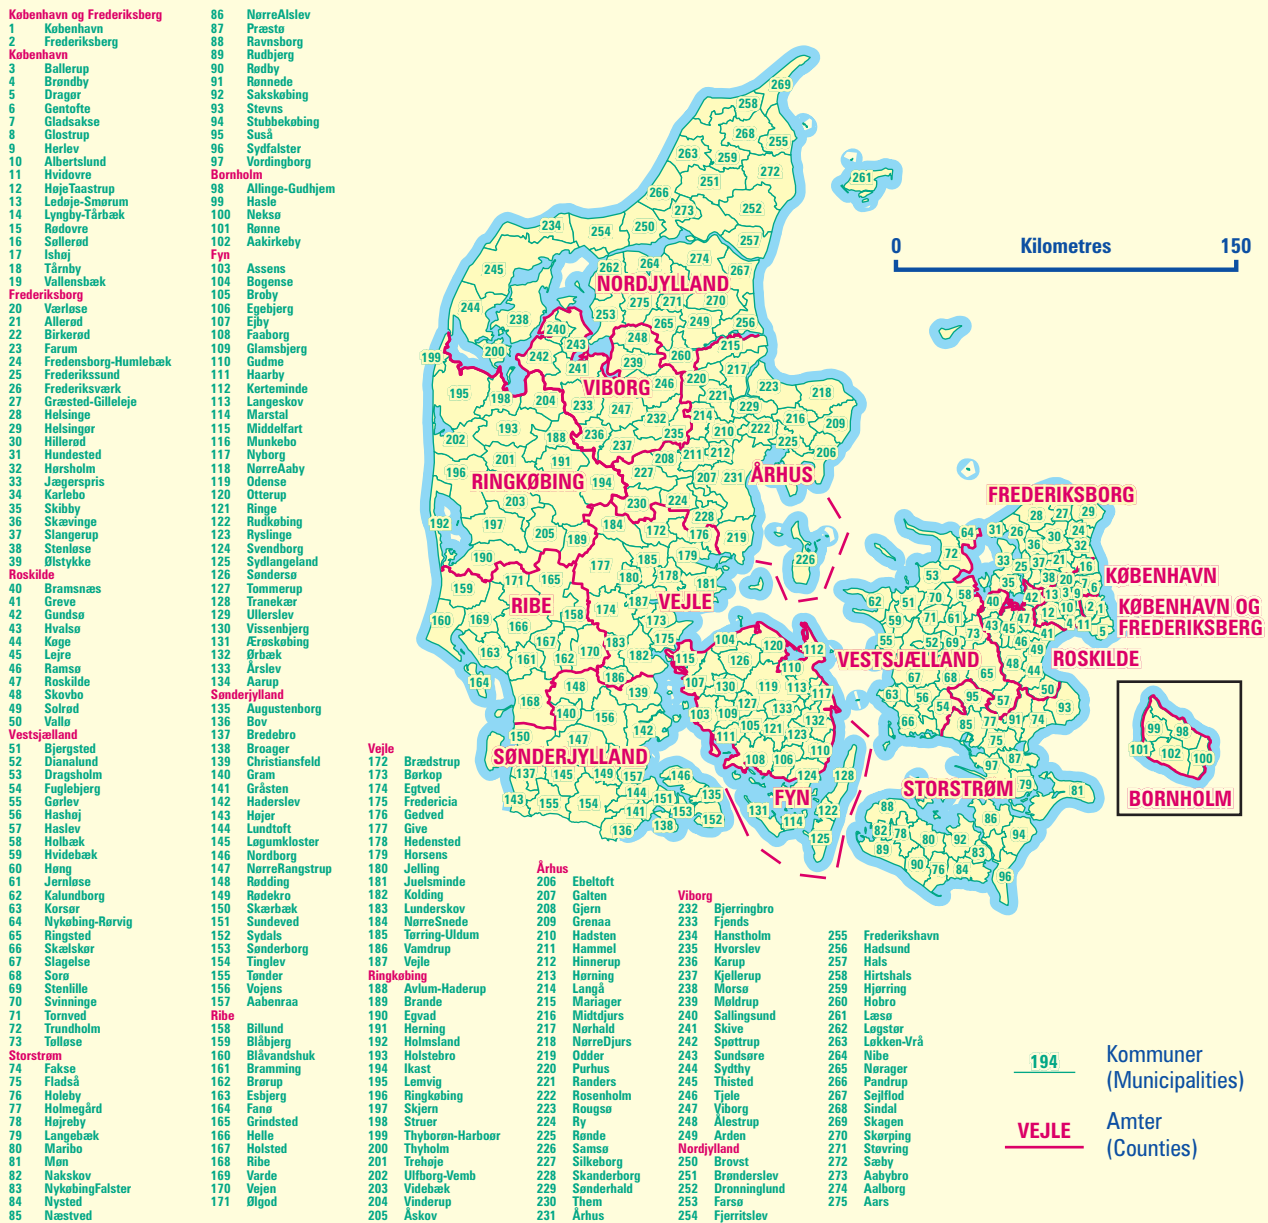 København og Frederiksberg
1 København
2 Frederiksberg
København
3 Ballerup
4 Brøndby
5 Dragør
6 Gentofte
7 Gladsakse
8 Glostrup
9 Herlev
10 Albertslund
11 Hvidovre
12 HøjeTaastrup
13 Ledøje-Smørum
14 Lyngby-Tårbæk
15 Rødovre
16 Søllerød
17 Ishøj
18 Tårnby
19 Vallensbæk
Frederiksborg
20 Værløse
21 Allerød
22 Birkerød
23 Farum
24 Fredensborg-Humlebæk
25 Frederikssund
26 Frederiksværk
27 Græsted-Gilleleje
28 Helsinge
29 Helsingør
30 Hillerød
31 Hundested
32 Hørsholm
33 Jægerspris
34 Karlebo
35 Skibby
36 Skævinge
37 Slangerup
38 Stenløse
39 Ølstykke
Roskilde
40 Bramsnæs
41 Greve
42 Gundsø
43 Hvalsø
44 Køge
45 Lejre
46 Ramsø
47 Roskilde
48 Skovbo
49 Solrød
50 Vallø
Vestsjælland
51 Bjergsted
52 Dianalund
53 Dragsholm
54 Fuglebjerg
55 Gørlev
56 Hashøj
57 Haslev
58 Holbæk
59 Hvidebæk
60 Høng
61 Jernløse
62 Kalundborg
63 Korsør
64 Nykøbing-Rørvig
65 Ringsted
66 Skælskør
67 Slagelse
68 Sorø
69 Stenlille
70 Svinninge
71 Tornved
72 Trundholm
73 Tølløse
Storstrøm
74 Fakse
75 Fladså
76 Holeby
77 Holmegård
78 Højreby
79 Langebæk
80 Maribo
81 Møn
82 Nakskov
83 NykøbingFalster
84 Nysted
85 Næstved
86 NørreAlslev
87 Præstø
88 Ravnsborg
89 Rudbjerg
90 Rødby
91 Rønnede
92 Sakskøbing
93 Stevns
94 Stubbekøbing
95 Suså
96 Sydfalster
97 Vordingborg
Bornholm
98 Allinge-Gudhjem
99 Hasle
100 Neksø
101 Rønne
102 Aakirkeby
Fyn
103 Assens
104 Bogense
105 Broby
106 Egebjerg
107 Ejby
108 Faaborg
109 Glamsbjerg
110 Gudme
111 Haarby
112 Kerteminde
113 Langeskov
114 Marstal
115 Middelfart
116 Munkebo
117 Nyborg
118 NørreAaby
119 Odense
120 Otterup
121 Ringe
122 Rudkøbing
123 Ryslinge
124 Svendborg
125 Sydlangeland
126 Søndersø
127 Tommerup
128 Tranekær
129 Ullerslev
130 Vissenbjerg
131 Ærøskøbing
132 Ørbæk
133 Årslev
134 Aarup
Sønderjylland
135 Augustenborg
136 Bov
137 Bredebro
138 Broager
139 Christiansfeld
140 Gram
141 Gråsten
142 Haderslev
143 Højer
144 Lundtoft
145 Løgumkloster
146 Nordborg
147 NørreRangstrup
148 Rødding
149 Rødekro
150 Skærbæk
151 Sundeved
152 Sydals
153 Sønderborg
154 Tinglev
155 Tønder
156 Vojens
157 Aabenraa
Ribe
158 Billund
159 Blåbjerg
160 Blåvandshuk
161 Bramming
162 Brørup
163 Esbjerg
164 Fanø
165 Grindsted
166 Helle
167 Holsted
168 Ribe
169 Varde
170 Vejen
171 Ølgod
Vejle
172 Brædstrup
173 Børkop
174 Egtved
175 Fredericia
176 Gedved
177 Give
178 Hedensted
179 Horsens
180 Jelling
181 Juelsminde
182 Kolding
183 Lunderskov
184 NørreSnede
185 Tørring-Uldum
186 Vamdrup
187 Vejle
Ringkøbing
188 Avlum-Haderup
189 Brande
190 Egvad
191 Herning
192 Holmsland
193 Holstebro
194 Ikast
195 Lemvig
196 Ringkøbing
197 Skjern
198 Struer
199 Thyborøn-Harboør
200 Thyholm
201 Trehøje
202 Ulfborg-Vemb
203 Videbæk
204 Vinderup
205 Åskov
Århus
206 Ebeltoft
207 Galten
208 Gjern
209 Grenaa
210 Hadsten
211 Hammel
212 Hinnerup
213 Hørning
214 Langå
215 Mariager
216 Midtdjurs
217 Nørhald
218 NørreDjurs
219 Odder
220 Purhus
221 Randers
222 Rosenholm
223 Rougsø
224 Ry
225 Rønde
226 Samsø
227 Silkeborg
228 Skanderborg
229 Sønderhald
230 Them
231 Århus
Viborg
232 Bjerringbro
233 Fjends
234 Hanstholm
235 Hvorslev
236 Karup
237 Kjellerup
238 Morsø
239 Møldrup
240 Sallingsund
241 Skive
242 Spøttrup
243 Sundsøre
244 Sydthy
245 Thisted
246 Tjele
247 Viborg
248 Ålestrup
249 Arden
Nordjylland
250 Brovst
251 Brønderslev
252 Dronninglund
253 Farsø
254 Fjerritslev
255 Frederikshavn
256 Hadsund
257 Hals
258 Hirtshals
259 Hjørring
260 Hobro
261 Læsø
262 Løgstør
263 Løkken-Vrå
264 Nibe
265 Nørager
266 Pandrup
267 Sejlflod
268 Sindal
269 Skagen
270 Skørping
271 Støvring
272 Sæby
273 Aabybro
274 Aalborg
275 Aars
0 Kilometres 150
NORDJYLLAND
VIBORG
ÅRHUS
RINGKØBING
RIBE
VEJLE
SØNDERJYLLAND
FYN
FREDERIKSBORG
KØBENHAVN
KØBENHAVN OG
FREDERIKSBERG
ROSKILDE
VESTSJÆLLAND
STORSTRØM
BORNHOLM
194 Kommuner
(Municipalities)
VEJLE Amter
(Counties)